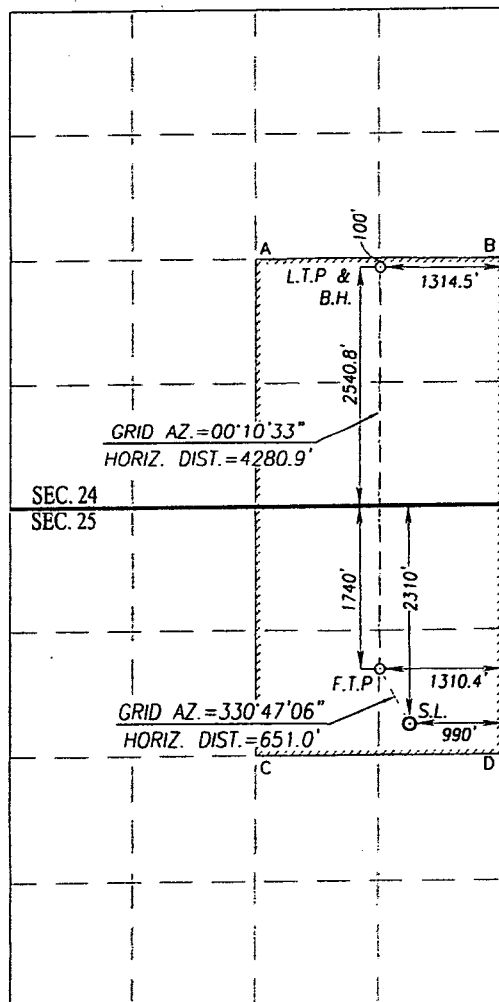 A
B
100'
L.T.P &
B.H.
1314.5'
2540.8'
GRID AZ.=00°10'33"
HORIZ. DIST.=4280.9'
SEC. 24
SEC. 25
1740'
2310'
F.T.P
1310.4'
GRID AZ.=330°47'06"
HORIZ. DIST.=651.0'
S.L.
990'
C
D